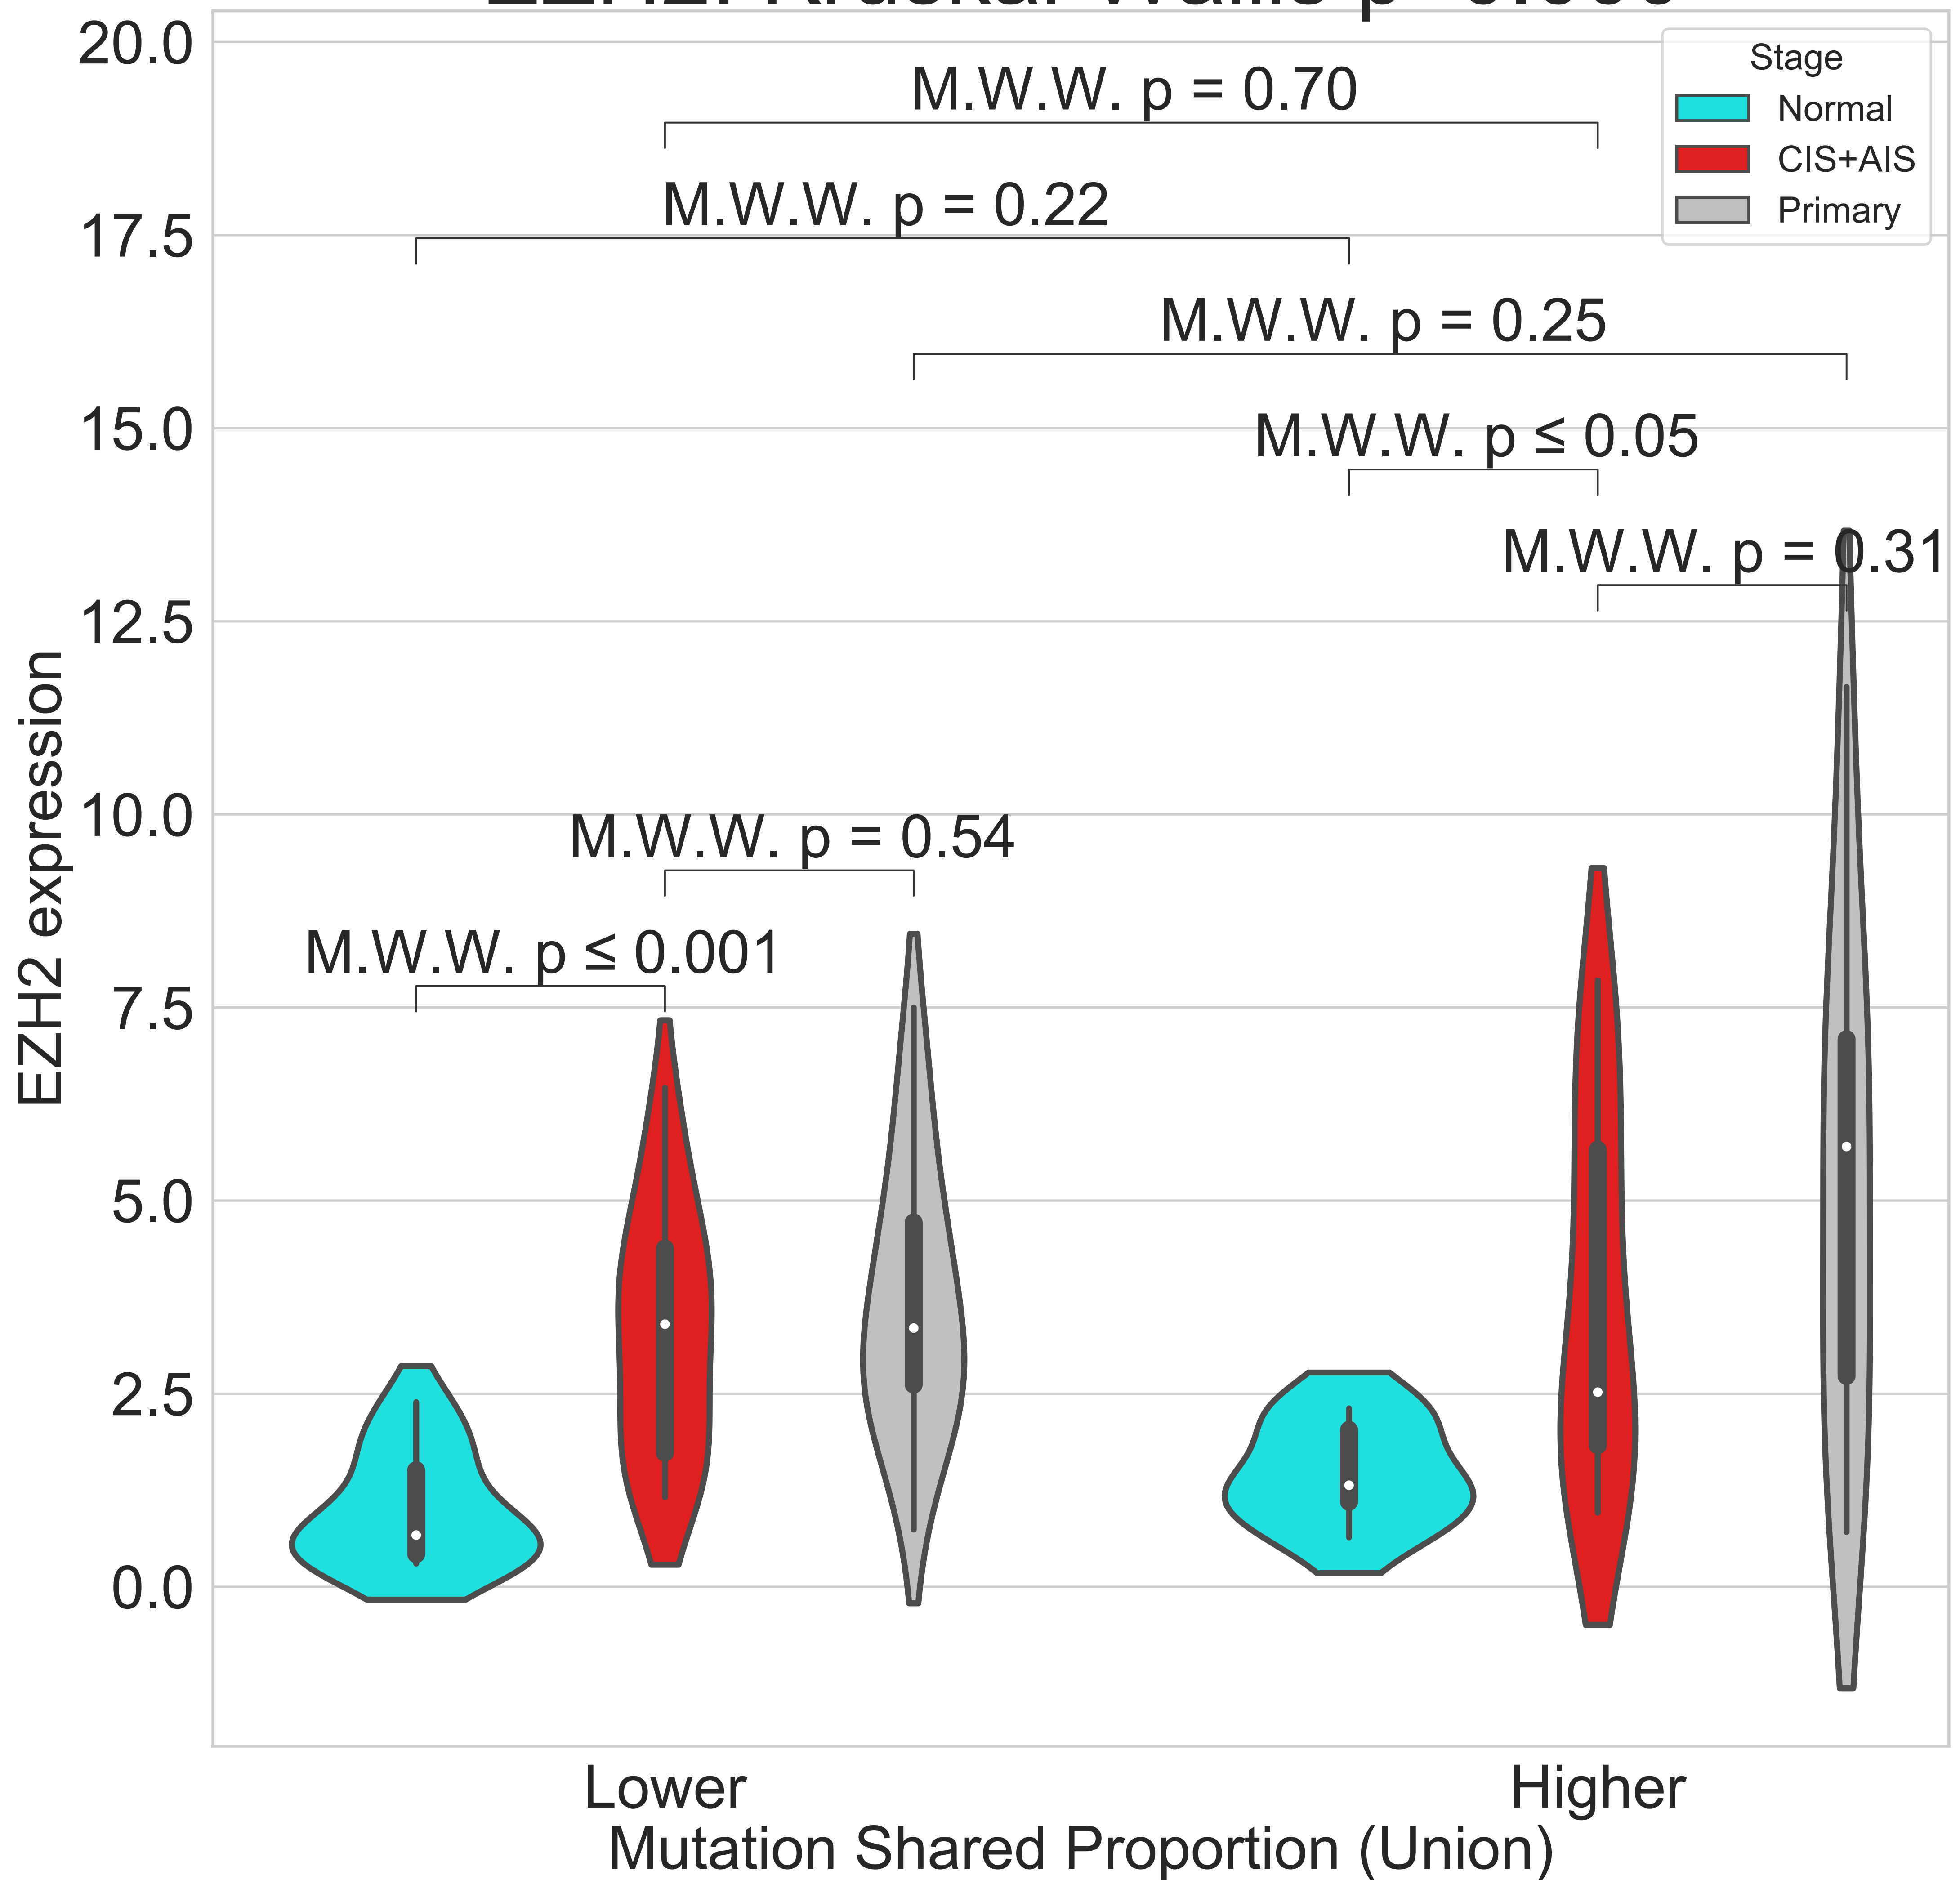 20.0
17.5
15.0
12.5
10.0
7.5
5.0
2.5
0.0
EZH2 expression
M.W.W. p = 0.70
M.W.W. p = 0.22
M.W.W. p = 0.25
M.W.W. p ≤ 0.05
M.W.W. p = 0.31
M.W.W. p = 0.54
M.W.W. p ≤ 0.001
Stage
Normal
CIS+AIS
Primary
Lower
Higher
Mutation Shared Proportion (Union)